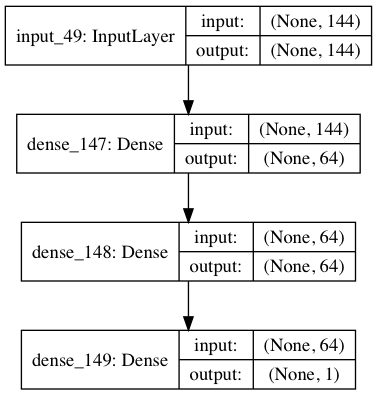 input_49: InputLayer
input: (None, 144)
output: (None, 144)
dense_147: Dense
input: (None, 144)
output: (None, 64)
dense_148: Dense
input: (None, 64)
output: (None, 64)
dense_149: Dense
input: (None, 64)
output: (None, 1)